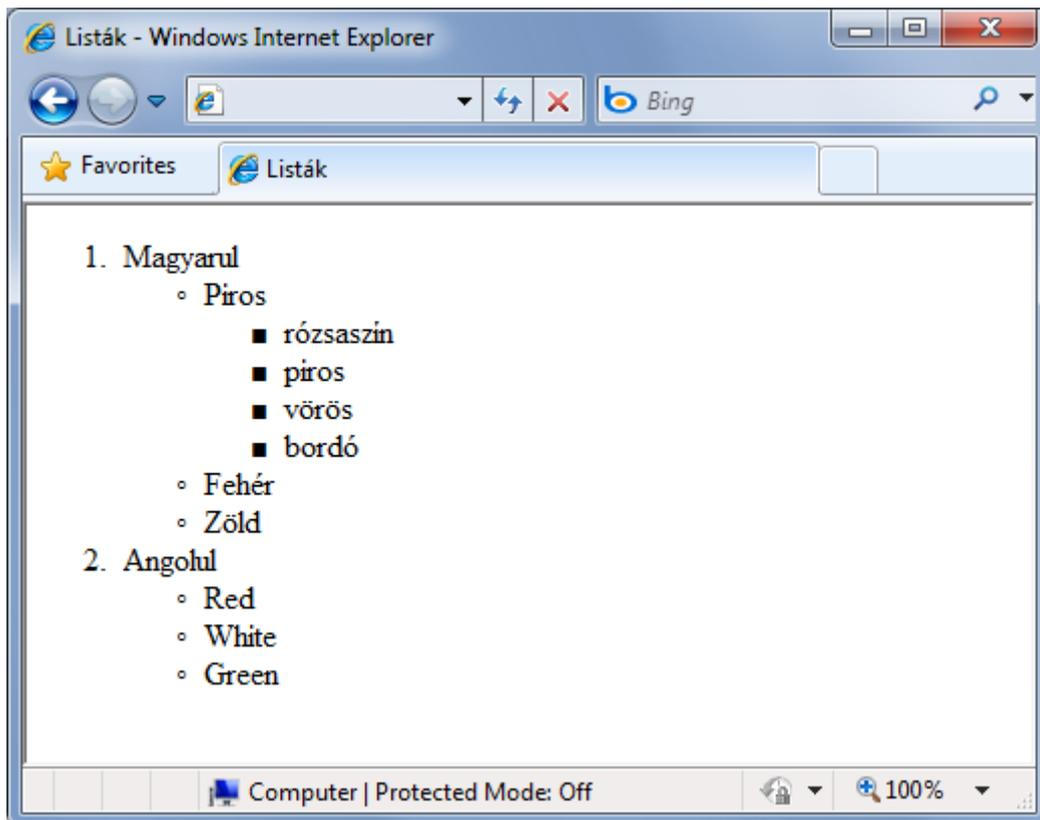 Listák - Windows Internet Explorer
Bing
Favorites
Listák
1. Magyarul
Piros
rózsaszín
piros
vörös
bordó
Fehér
Zöld
2. Angolul
Red
White
Green
Computer | Protected Mode: Off
100%